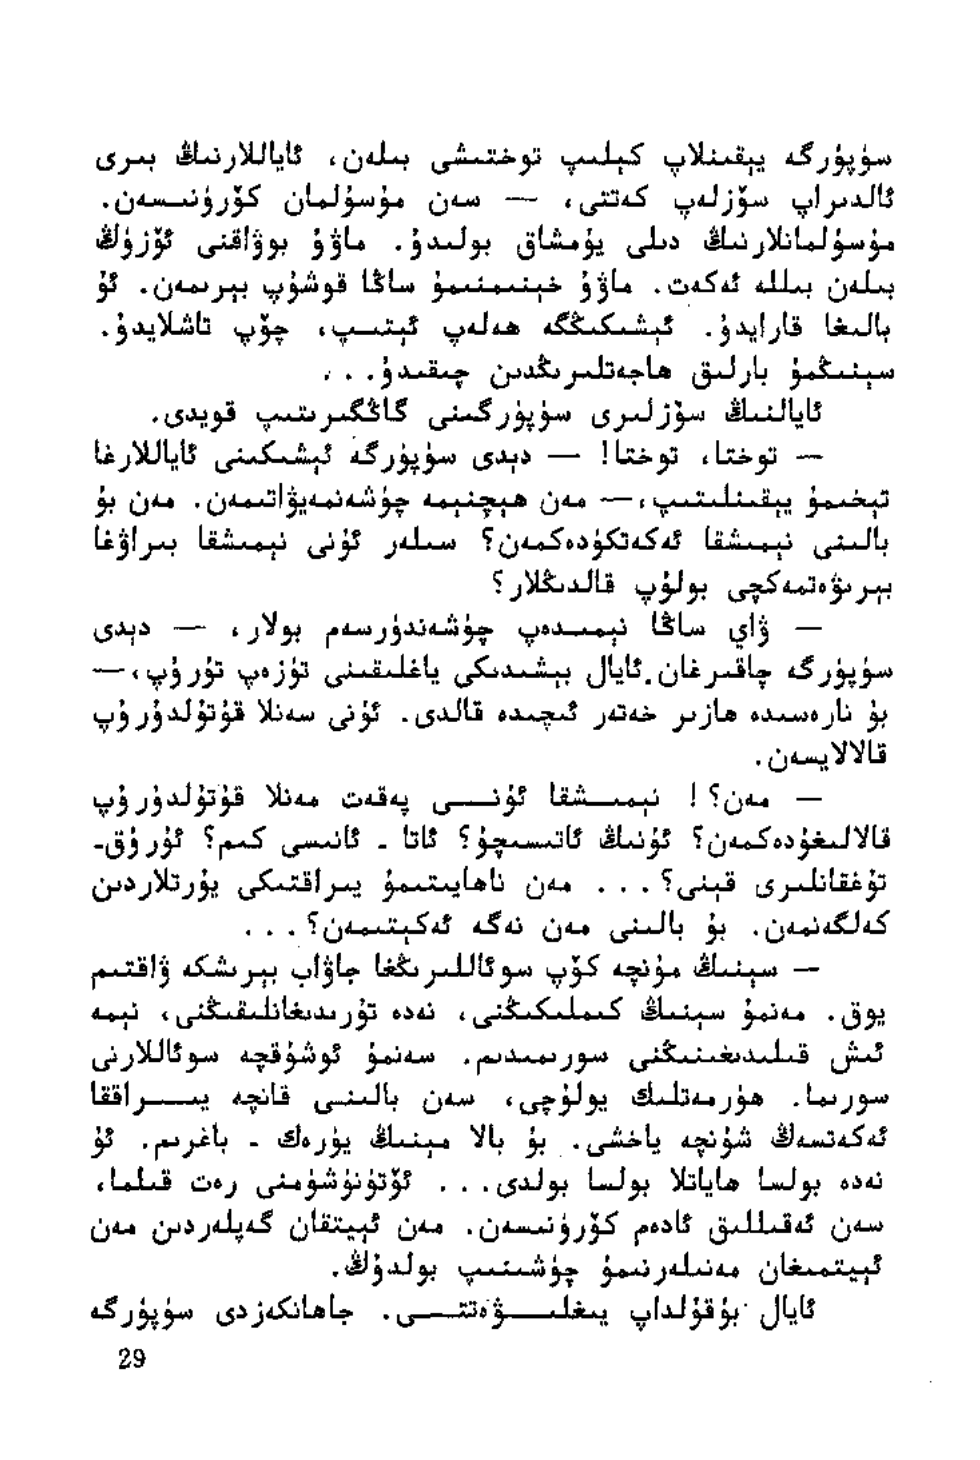 سۈپۈرگە يېقىنلاپ كېلىپ توختىشى بىلەن، ئاياللارنىڭ بىرى
ئالدىراپ سۆزلەپ كەتتى، — سەن مۇسۇلمان كۆرۈنىسەن.
مۇسۇلمانلارنىڭ دىلى يۇمشاق بولىدۇ. ماۋۇ بوۋاقنى ئۆزۈڭ
بىلەن بىللە ئەكەت. ماۋۇ خېنىمنىمۇ ساڭا قوشۇپ بېرىمەن. ئۇ
بالىغا قارايدۇ. ئېشىكىڭگە ھەلەپ ئېتىپ، چۆپ تاشلايدۇ.
سېنىڭمۇ بارلىق ھاجەتلىرىڭدىن چىقىدۇ...
ئايالنىڭ سۆزلىرى سۈپۈرگىنى گاڭگىرىتىپ قويدى.
— توختا، توختا! — دېدى سۈپۈرگە ئېشىكىنى ئاياللارغا
تېخىمۇ يېقىنلىتىپ،— مەن ھېچنېمە چۈشەنمەيۋاتىمەن. مەن بۇ
بالىنى نېمىشقا ئەكەتكۈدەكمەن؟ سىلەر ئۇنى نېمىشقا بىراۋغا
بېرىۋەتمەكچى بولۇپ قالدىڭلار؟
— ۋاي ساڭا نېمىدەپ چۈشەندۈرسەم بولار، — دېدى
سۈپۈرگە چاقىرغان.ئايال بېشىدىكى ياغلىقىنى تۈزەپ تۇرۇپ،—
بۇ نارەسىدە ھازىر خەتەر ئىچىدە قالدى. ئۇنى سەنلا قۇتۇلدۇرۇپ
قالالايسەن.
— مەن؟! نېمىشقا ئۇنى پەقەت مەنلا قۇتۇلدۇرۇپ
قالالىغۇدەكمەن؟ ئۇنىڭ ئاتىسىچۇ؟ ئاتا - ئانىسى كىم؟ ئۇرۇق-
تۇغقانلىرى قېنى؟... مەن ناھايىتىمۇ يىراقتىكى يۇرتلاردىن
كەلگەنمەن. بۇ بالىنى مەن نەگە ئەكېتىمەن؟...
— سېنىڭ مۇنچە كۆپ سوئاللىرىڭغا جاۋاب بېرىشكە ۋاقتىم
يوق. مەنمۇ سېنىڭ كىملىكىڭنى، نەدە تۇرىدىغانلىقىڭنى، نېمە
ئىش قىلىدىغىنىڭنى سورىمىدىم. سەنمۇ ئوشۇقچە سوئاللارنى
سورىما. ھۆرمەتلىك يولۇچى، سەن بالىنى قانچە يىراققا
ئەكەتسەڭ شۇنچە ياخشى. بۇ بالا مېنىڭ يۈرەك - باغرىم. ئۇ
نەدە بولسا ھاياتلا بولسا بولدى... ئۆتۈنۈشۈمنى رەت قىلما،
سەن ئەقىللىق ئادەم كۆرۈنىسەن. مەن ئېيتقان گەپلەردىن مەن
ئېيتمىغان مەنىلەرنىمۇ چۈشىنىپ بولدۇڭ.
ئايال بۇقۇلداپ يىغلىۋەتتى. جاھانكەزدى سۈپۈرگە
29